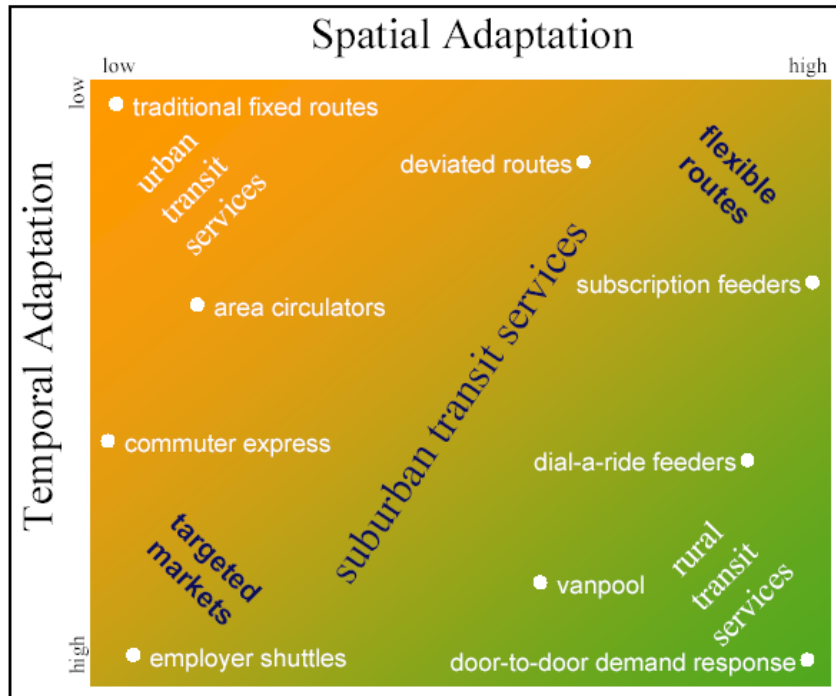 Spatial Adaptation
low
high
low
traditional fixed routes
urban
transit
services
deviated routes
flexible
routes
Temporal Adaptation
area circulators
subscription feeders
suburban transit services
commuter express
dial-a-ride feeders
targeted
markets
vanpool
rural
transit
services
high
employer shuttles
door-to-door demand response